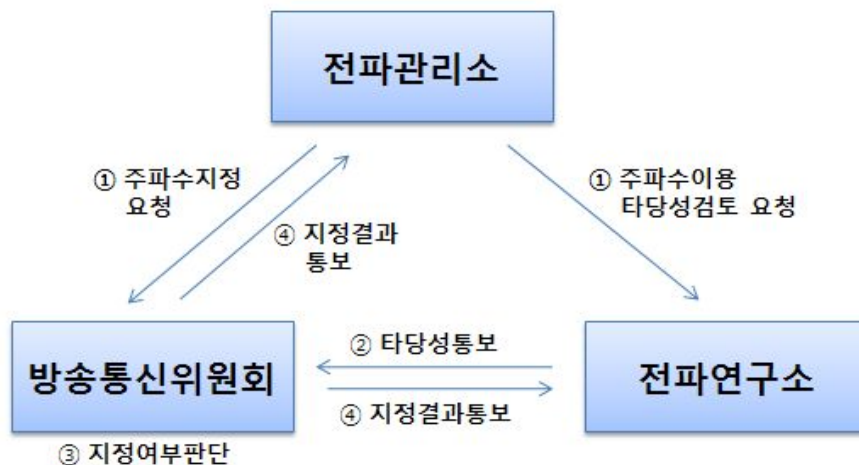 전파관리소
① 주파수지정
요청
① 주파수이용
타당성검토 요청
④ 지정결과
통보
방송통신위원회
② 타당성통보
④ 지정결과통보
전파연구소
③ 지정여부판단